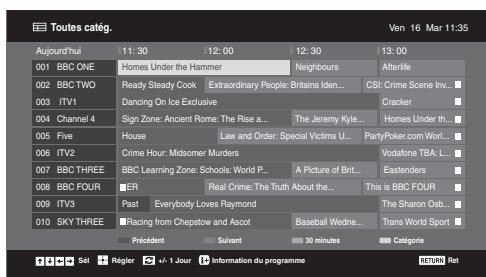 Toutes catég. Ven 16 Mar 11:35
Aujourd'hui 11: 30 12: 00 12: 30 13: 00
001 BBC ONE Homes Under the Hammer Neighbours Afterlife
002 BBC TWO Ready Steady Cook Extraordinary People: Britains Iden... CSI: Crime Scene Inv...
003 ITV1 Dancing On Ice Exclusive Cracker
004 Channel 4 Sign Zone: Ancient Rome: The Rise a... The Jeremy Kyle... Homes Under th...
005 Five House Law and Order: Special Victims U... PartyPoker.com Worl...
006 ITV2 Crime Hour: Midsomer Murders Vodafone TBA: L...
007 BBC THREE BBC Learning Zone: Schools: World P... A Picture of Brit... Eastenders
008 BBC FOUR ER Real Crime: The Truth About the... This is BBC FOUR
009 ITV3 Past Everybody Loves Raymond The Sharon Osb...
010 SKY THREE Racing from Chepstow and Ascot Baseball Wedne... Trans World Sport
Précédent Suivant 30 minutes Catégorie
Sél Régler +/- 1 Jour Information du programme RETURN Ret